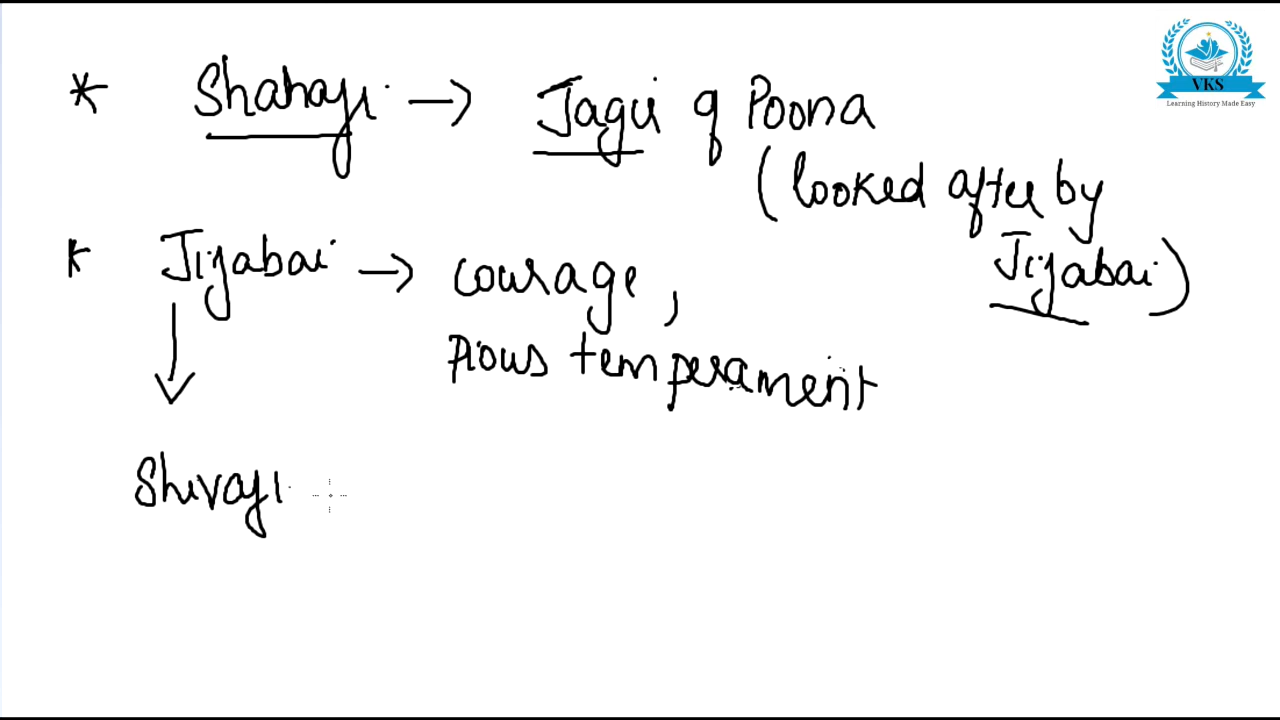 VKS
Learning History Made Easy
* Shahaji → Jagir of Poona
(looked after by
Jijabai)
* Jijabai → courage,
pious temperament
↓
Shivaji